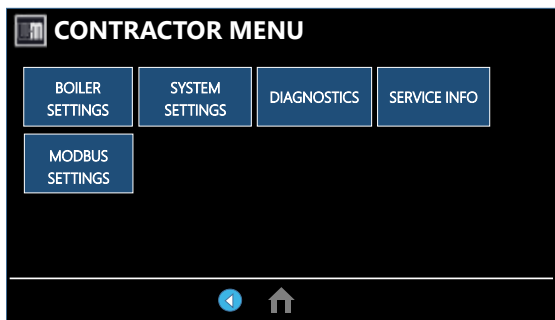 CONTRACTOR MENU
BOILER
SETTINGS
SYSTEM
SETTINGS
DIAGNOSTICS
SERVICE INFO
MODBUS
SETTINGS